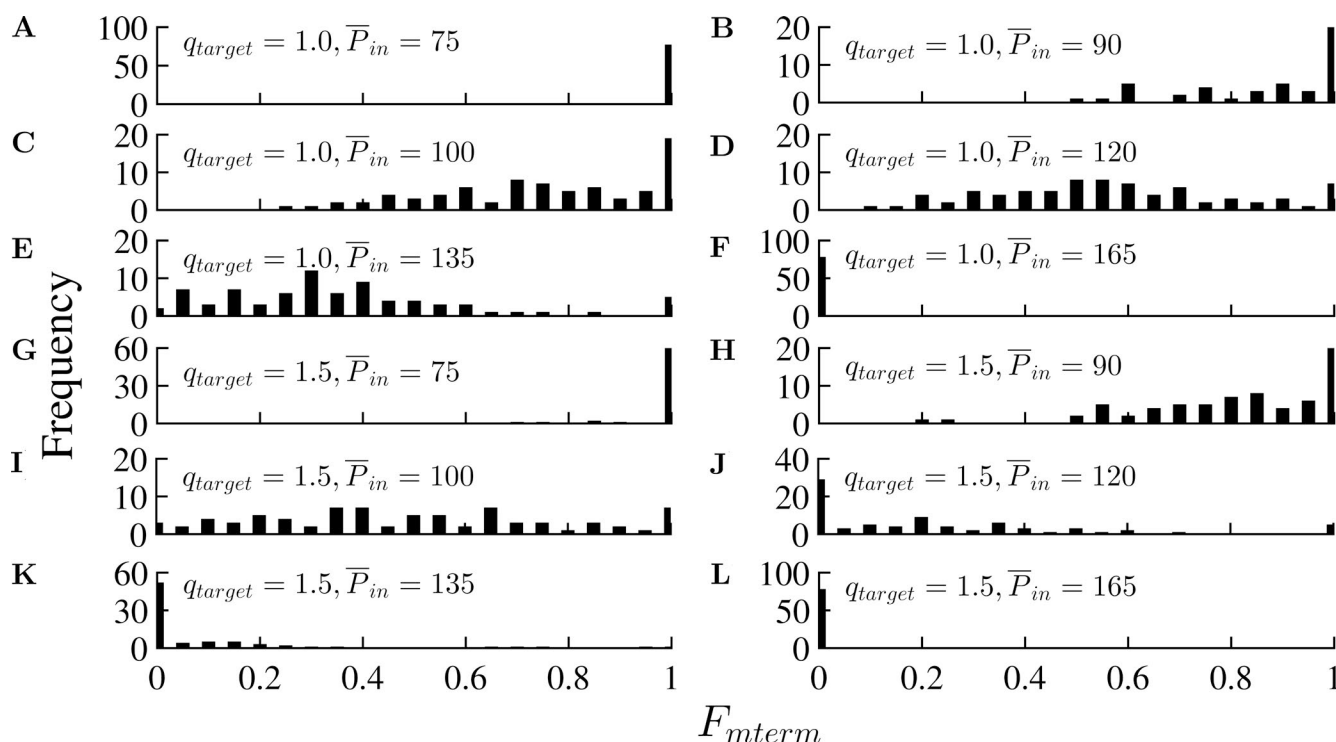 A
100
50
0
q_target = 1.0, P̅_in = 75
B
20
10
0
q_target = 1.0, P̅_in = 90
C
20
10
0
q_target = 1.0, P̅_in = 100
D
20
10
0
q_target = 1.0, P̅_in = 120
E
20
10
0
q_target = 1.0, P̅_in = 135
F
100
50
0
q_target = 1.0, P̅_in = 165
G
60
30
0
q_target = 1.5, P̅_in = 75
H
20
10
0
q_target = 1.5, P̅_in = 90
I
20
10
0
q_target = 1.5, P̅_in = 100
J
40
20
0
q_target = 1.5, P̅_in = 120
K
60
30
0
q_target = 1.5, P̅_in = 135
L
100
50
0
q_target = 1.5, P̅_in = 165
Frequency
0 0.2 0.4 0.6 0.8 1
0 0.2 0.4 0.6 0.8 1
F_mterm